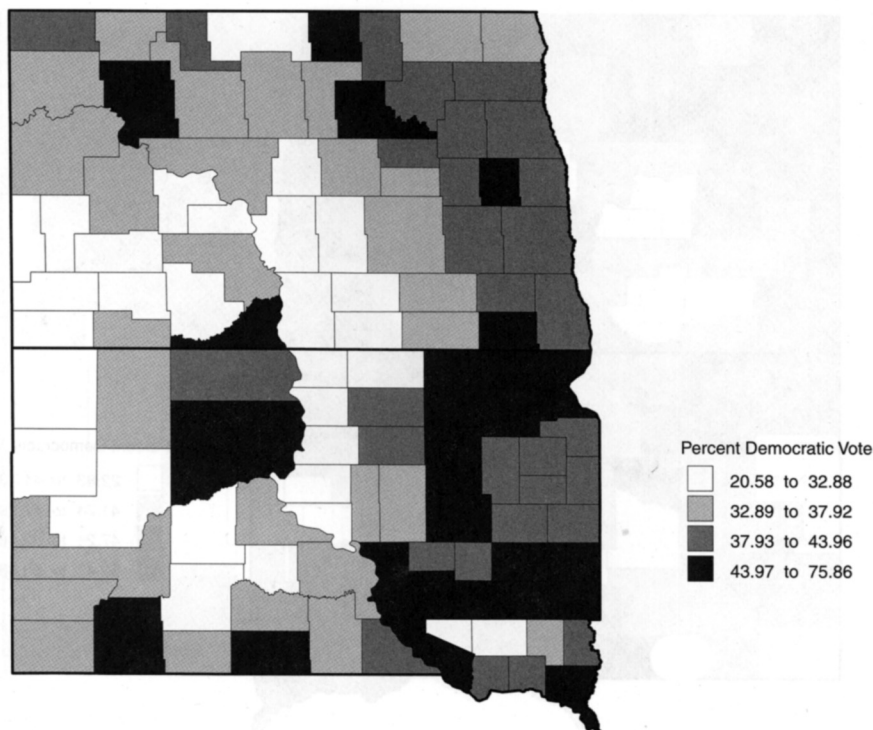 Percent Democratic Vote
20.58 to 32.88
32.89 to 37.92
37.93 to 43.96
43.97 to 75.86